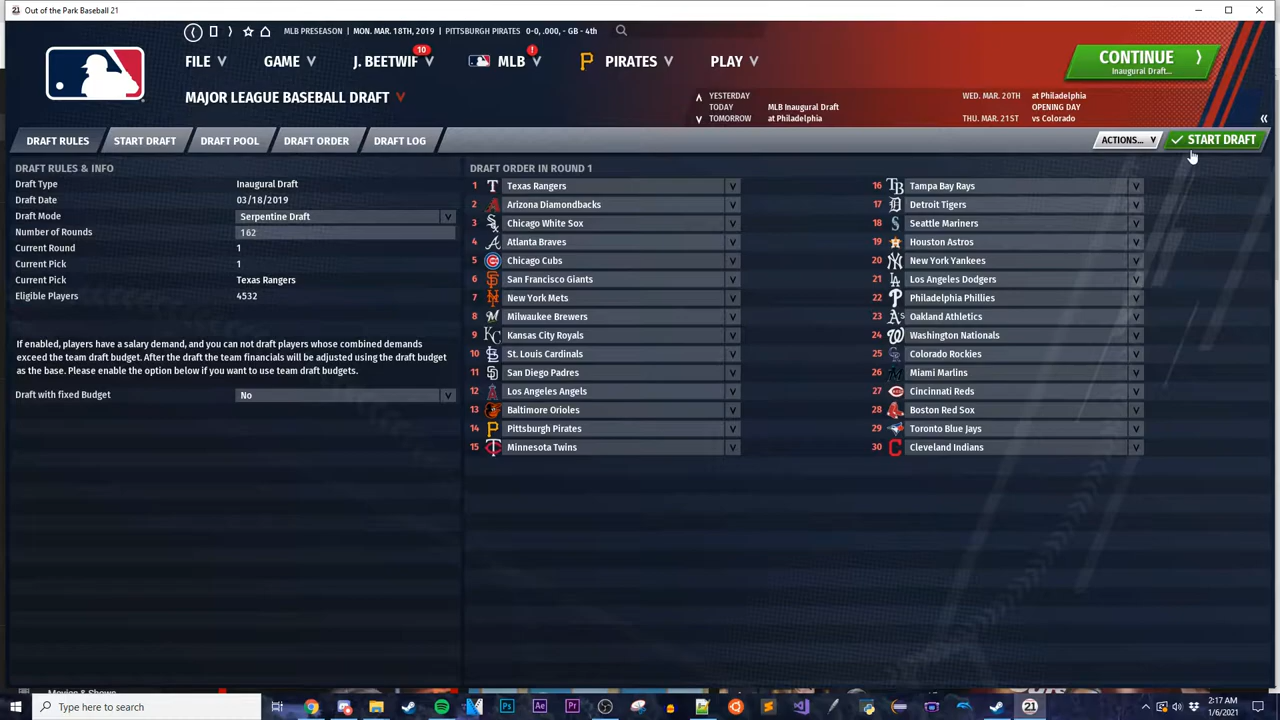 Out of the Park Baseball 21
MLB PRESEASON | MON. MAR. 18TH, 2019 | PITTSBURGH PIRATES 0-0, .000, - GB - 4th
FILE
GAME
J. BEETWIF
10
MLB
!
PIRATES
PLAY
CONTINUE
Inaugural Draft...
MAJOR LEAGUE BASEBALL DRAFT
YESTERDAY
TODAY MLB Inaugural Draft
TOMORROW at Philadelphia
WED. MAR. 20TH at Philadelphia
OPENING DAY
THU. MAR. 21ST vs Colorado
DRAFT RULES
START DRAFT
DRAFT POOL
DRAFT ORDER
DRAFT LOG
ACTIONS...
START DRAFT
DRAFT RULES & INFO
Draft Type Inaugural Draft
Draft Date 03/18/2019
Draft Mode Serpentine Draft
Number of Rounds 162
Current Round 1
Current Pick 1
Current Pick Texas Rangers
Eligible Players 4532
If enabled, players have a salary demand, and you can not draft players whose combined demands
exceed the team draft budget. After the draft the team financials will be adjusted using the draft budget
as the base. Please enable the option below if you want to use team draft budgets.
Draft with fixed Budget No
DRAFT ORDER IN ROUND 1
1 Texas Rangers
2 Arizona Diamondbacks
3 Chicago White Sox
4 Atlanta Braves
5 Chicago Cubs
6 San Francisco Giants
7 New York Mets
8 Milwaukee Brewers
9 Kansas City Royals
10 St. Louis Cardinals
11 San Diego Padres
12 Los Angeles Angels
13 Baltimore Orioles
14 Pittsburgh Pirates
15 Minnesota Twins
16 Tampa Bay Rays
17 Detroit Tigers
18 Seattle Mariners
19 Houston Astros
20 New York Yankees
21 Los Angeles Dodgers
22 Philadelphia Phillies
23 Oakland Athletics
24 Washington Nationals
25 Colorado Rockies
26 Miami Marlins
27 Cincinnati Reds
28 Boston Red Sox
29 Toronto Blue Jays
30 Cleveland Indians
Movies & Shows
Type here to search
2:17 AM
1/6/2021